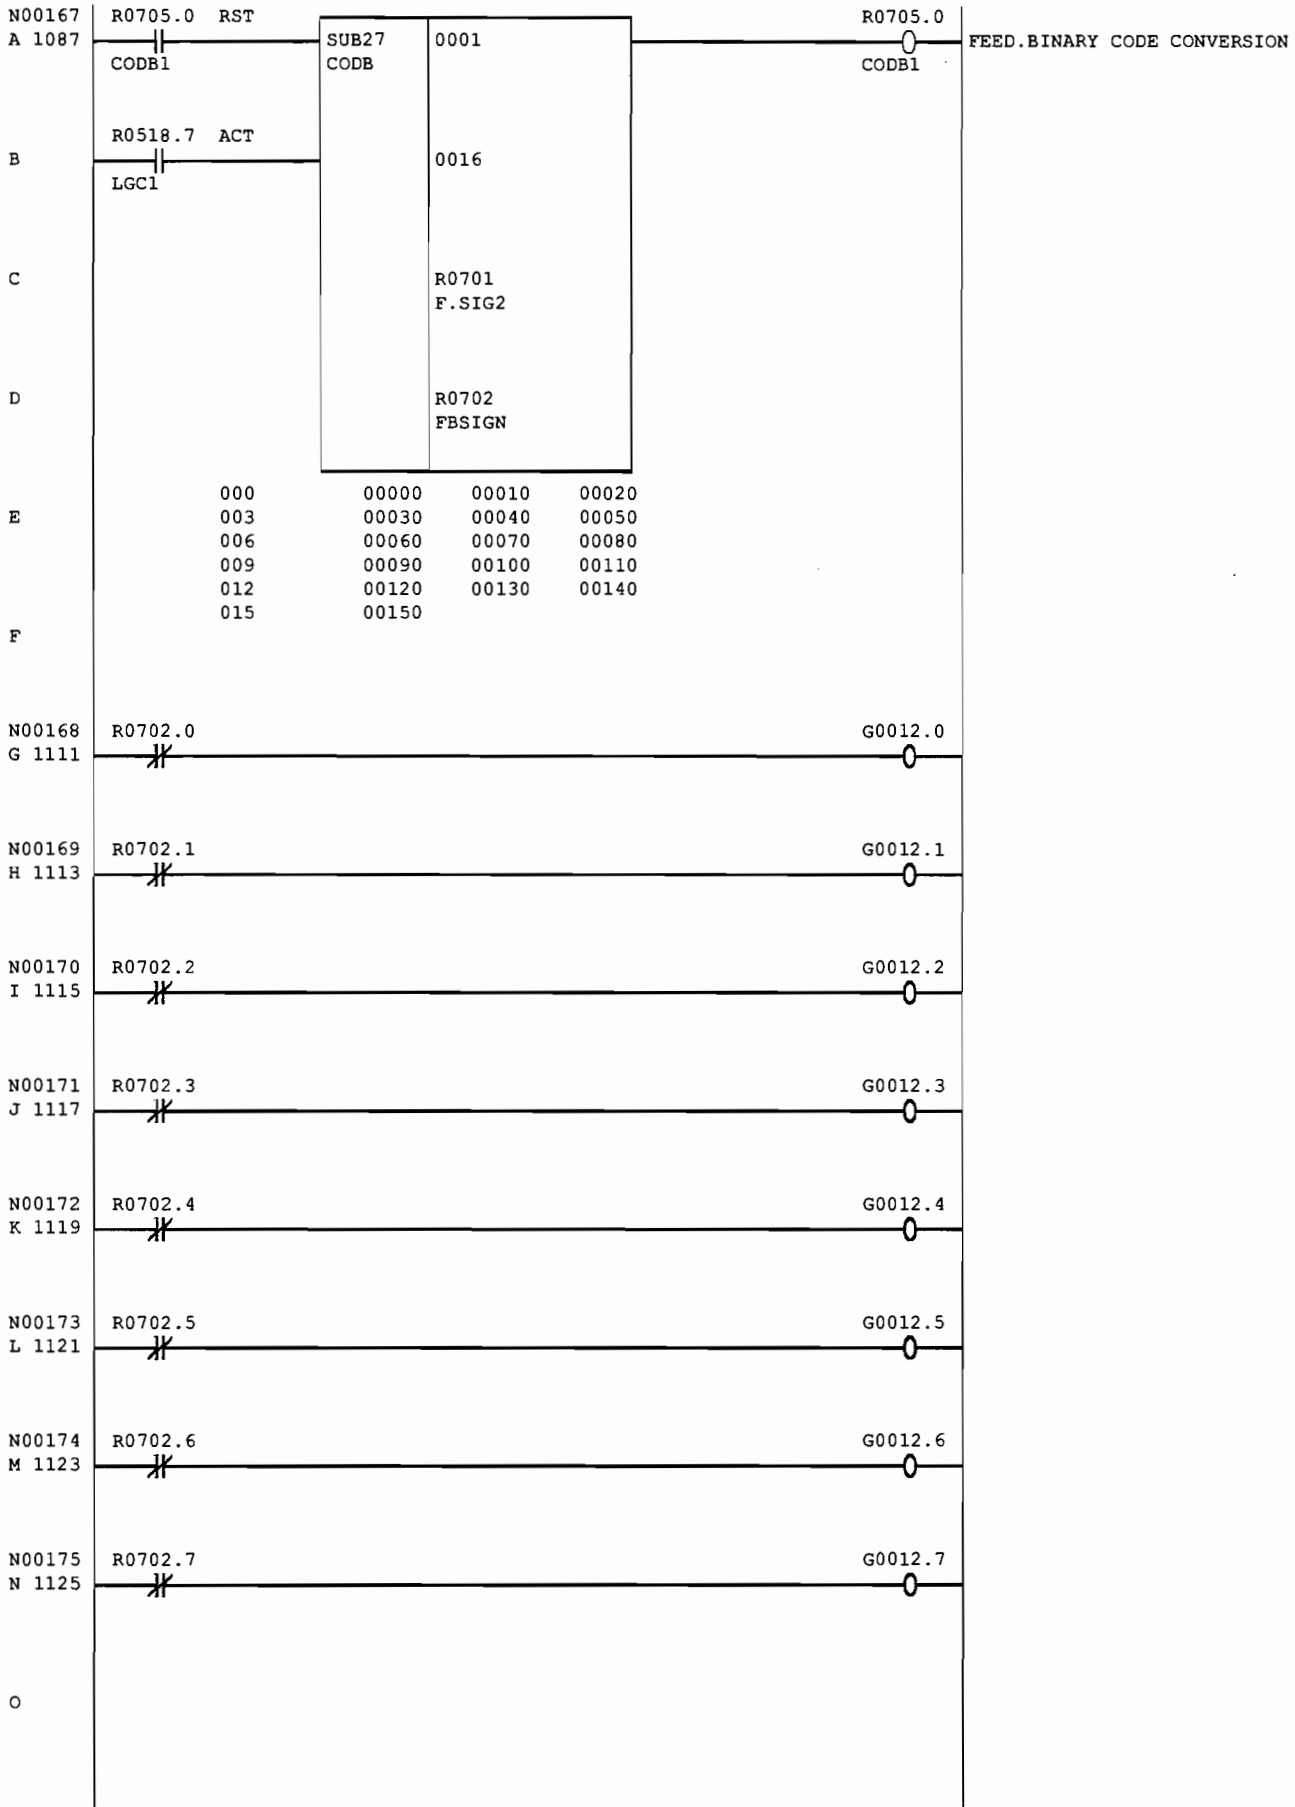 N00167 R0705.0 RST R0705.0
A 1087 SUB27 0001 FEED.BINARY CODE CONVERSION
CODB1 CODB CODB1
R0518.7 ACT
B 0016
LGC1
C R0701
F.SIG2
D R0702
FBSIGN
000 00000 00010 00020
E 003 00030 00040 00050
006 00060 00070 00080
009 00090 00100 00110
012 00120 00130 00140
015 00150
F
N00168 R0702.0 G0012.0
G 1111
N00169 R0702.1 G0012.1
H 1113
N00170 R0702.2 G0012.2
I 1115
N00171 R0702.3 G0012.3
J 1117
N00172 R0702.4 G0012.4
K 1119
N00173 R0702.5 G0012.5
L 1121
N00174 R0702.6 G0012.6
M 1123
N00175 R0702.7 G0012.7
N 1125
O